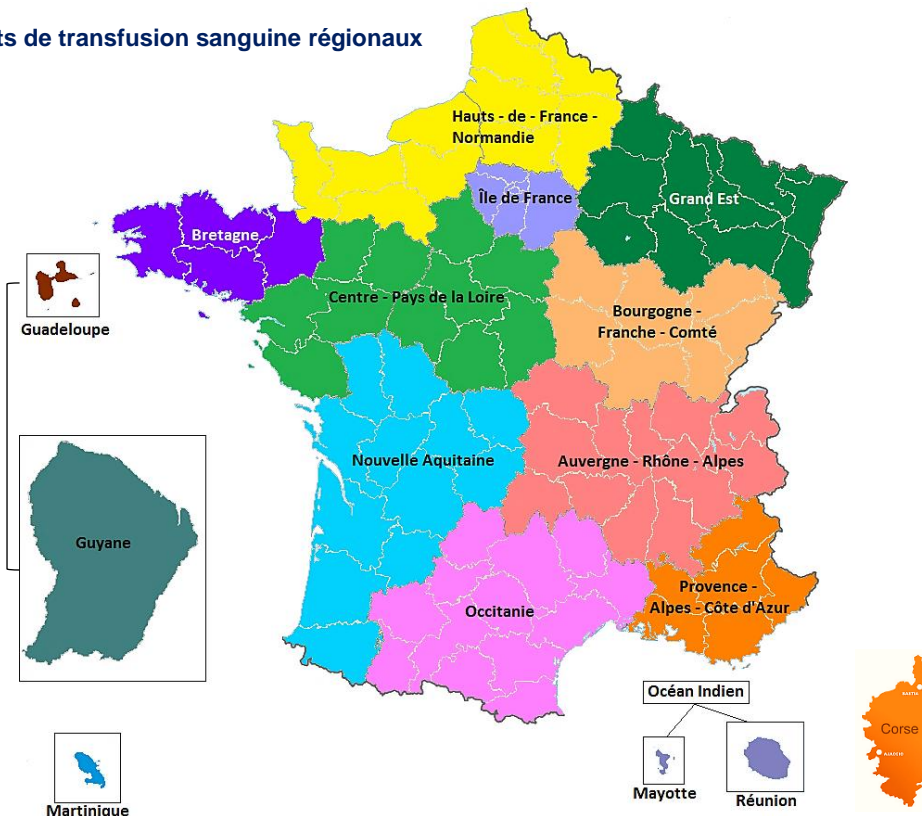 ts de transfusion sanguine régionaux
Hauts - de - France -
Normandie
Île de France
Grand Est
Bretagne
Centre - Pays de la Loire
Bourgogne -
Franche - Comté
Guadeloupe
Nouvelle Aquitaine
Auvergne - Rhône - Alpes
Guyane
Provence -
Alpes - Côte d'Azur
Occitanie
Océan Indien
BASTIA
Corse
AJACCIO
Mayotte
Réunion
Martinique